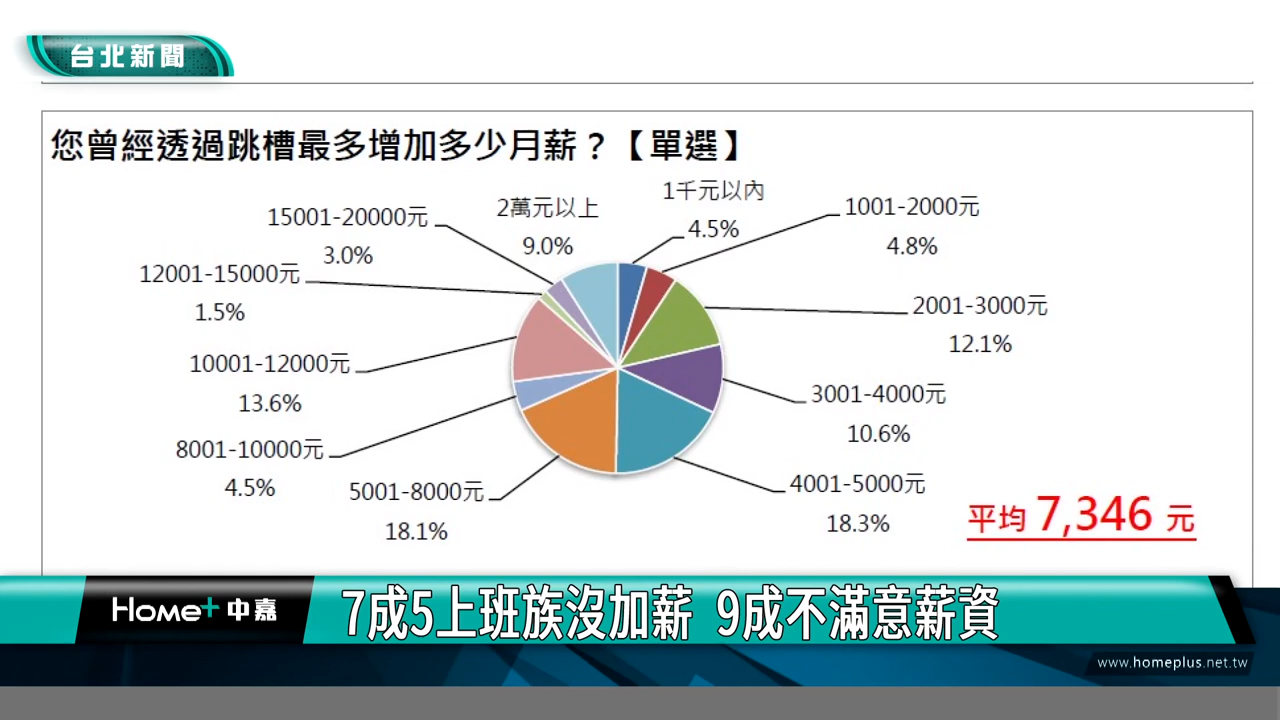 台北新聞
您曾經透過跳槽最多增加多少月薪？【單選】
1千元以內
4.5%
1001-2000元
4.8%
2001-3000元
12.1%
3001-4000元
10.6%
4001-5000元
18.3%
5001-8000元
18.1%
8001-10000元
4.5%
10001-12000元
13.6%
12001-15000元
1.5%
15001-20000元
3.0%
2萬元以上
9.0%
平均 7,346 元
Home+ 中嘉
7成5上班族沒加薪 9成不滿意薪資
www.homeplus.net.tw